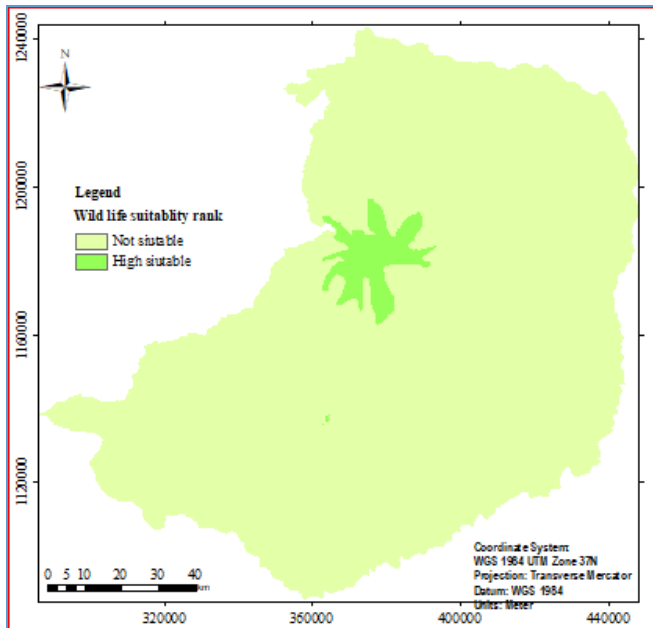 1240000
N
1200000
Legend
Wild life suitablity rank
Not siutable
High siutable
1160000
1120000
Coordinate System:
WGS 1984 UTM Zone 37N
Projection: Transverse Mercator
Datum: WGS 1984
Units: Meter
0 5 10 20 30 40
km
320000 360000 400000 440000